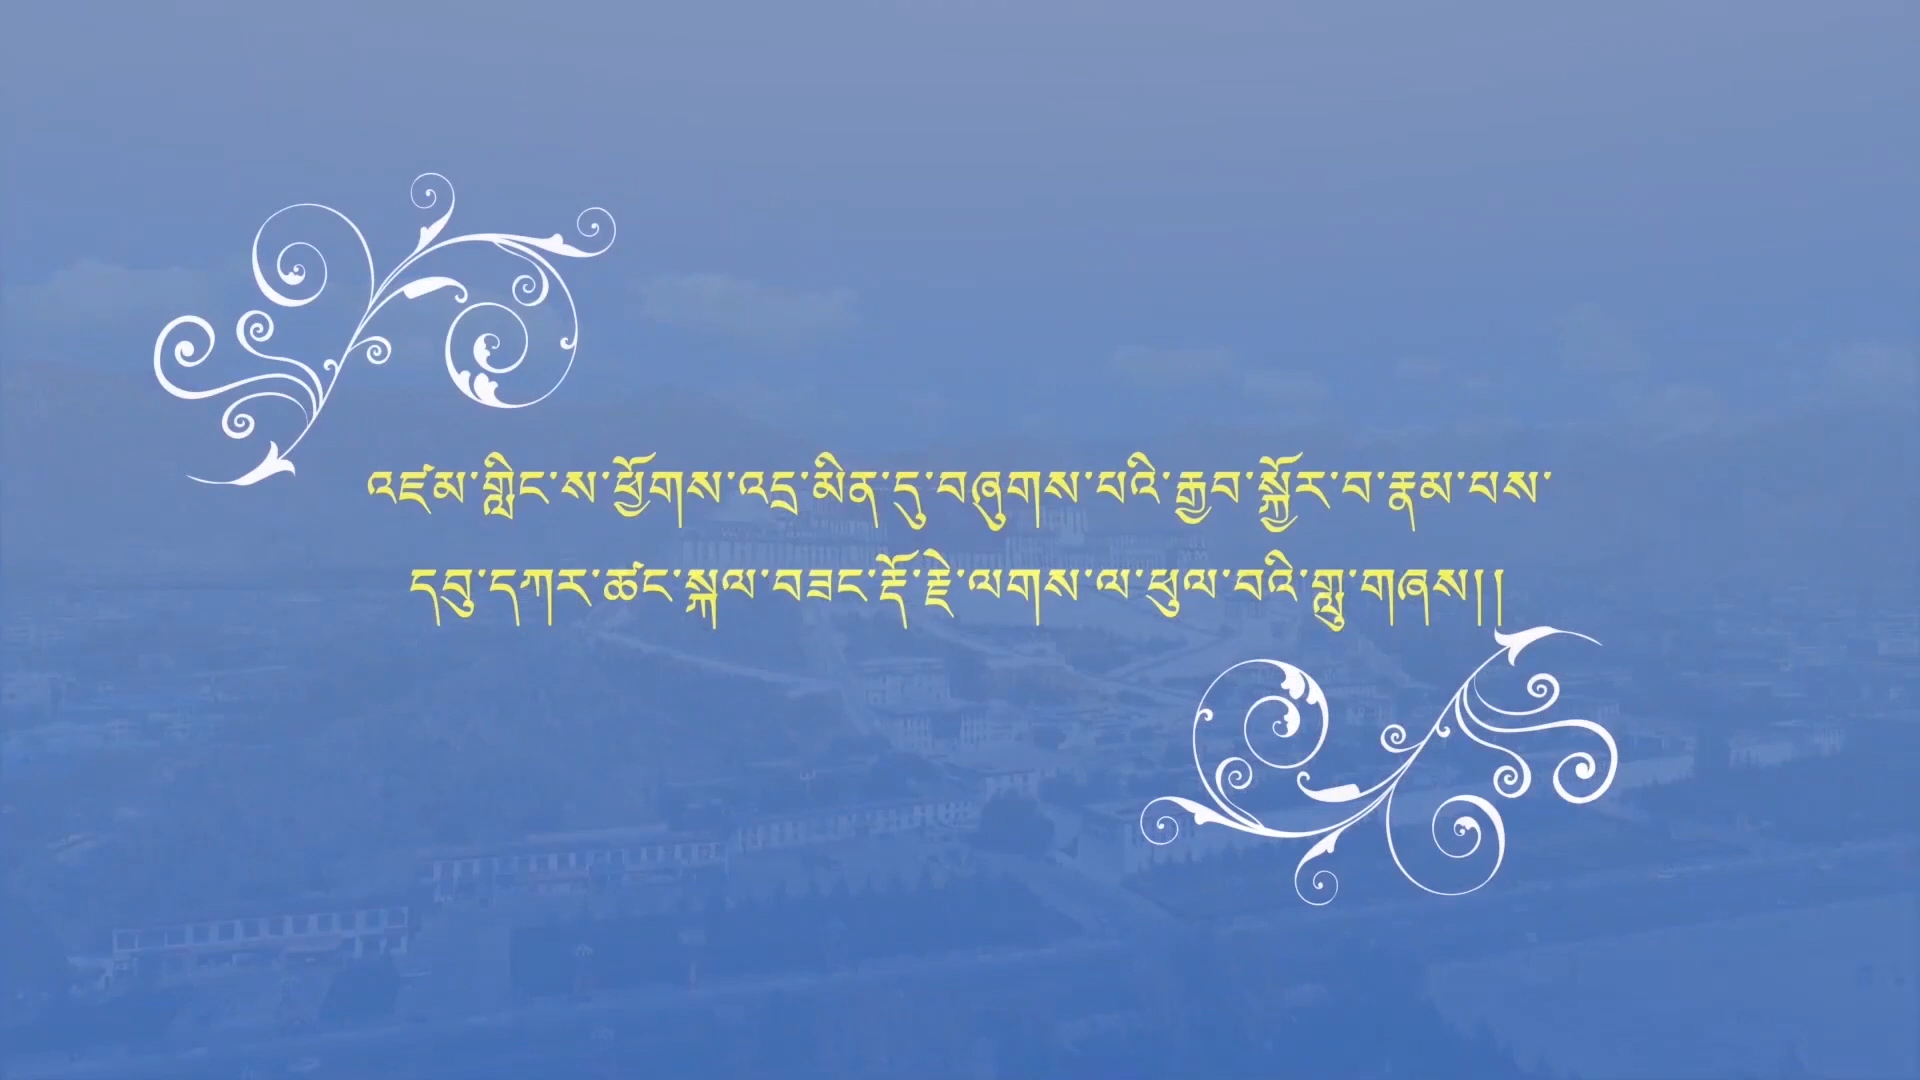 འཛམ་གླིང་ས་ཕྱོགས་འདྲ་མིན་དུ་བཞུགས་པའི་རྒྱབ་སྐྱོར་བ་རྣམ་པས་
དབུ་དཀར་ཚང་སྐལ་བཟང་རྡོ་རྗེ་ལགས་ལ་ཕུལ་བའི་གླུ་གཞས།།